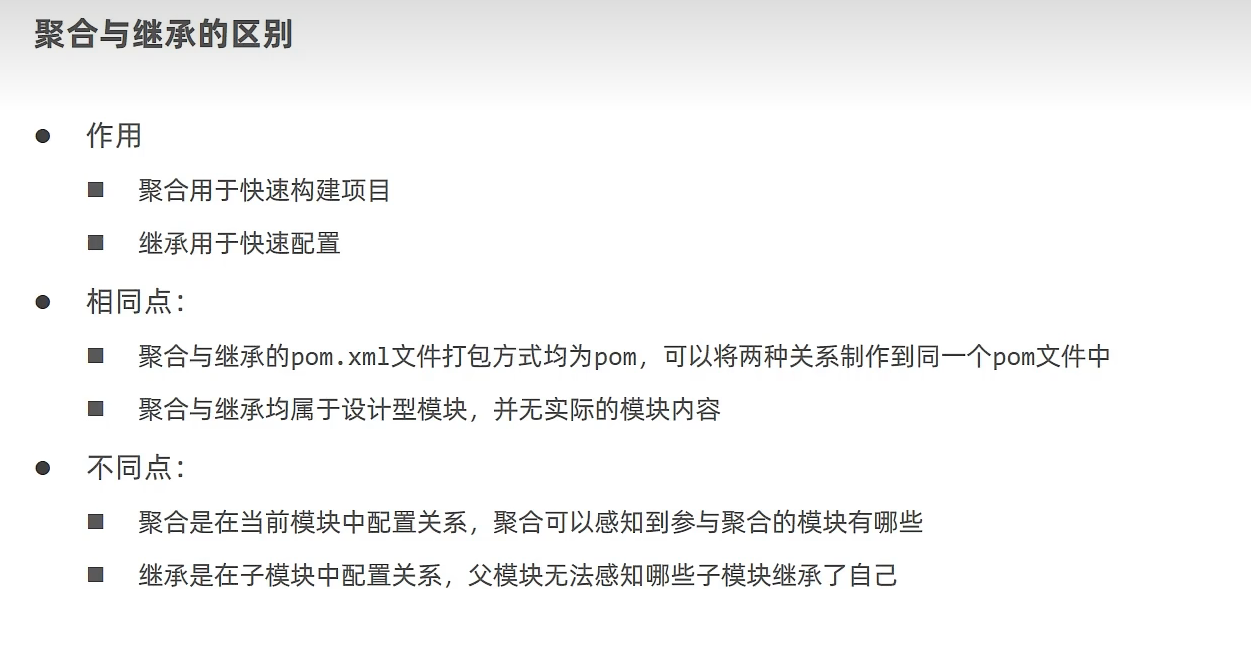 聚合与继承的区别
作用
聚合用于快速构建项目
继承用于快速配置
相同点：
聚合与继承的pom.xml文件打包方式均为pom，可以将两种关系制作到同一个pom文件中
聚合与继承均属于设计型模块，并无实际的模块内容
不同点：
聚合是在当前模块中配置关系，聚合可以感知到参与聚合的模块有哪些
继承是在子模块中配置关系，父模块无法感知哪些子模块继承了自己